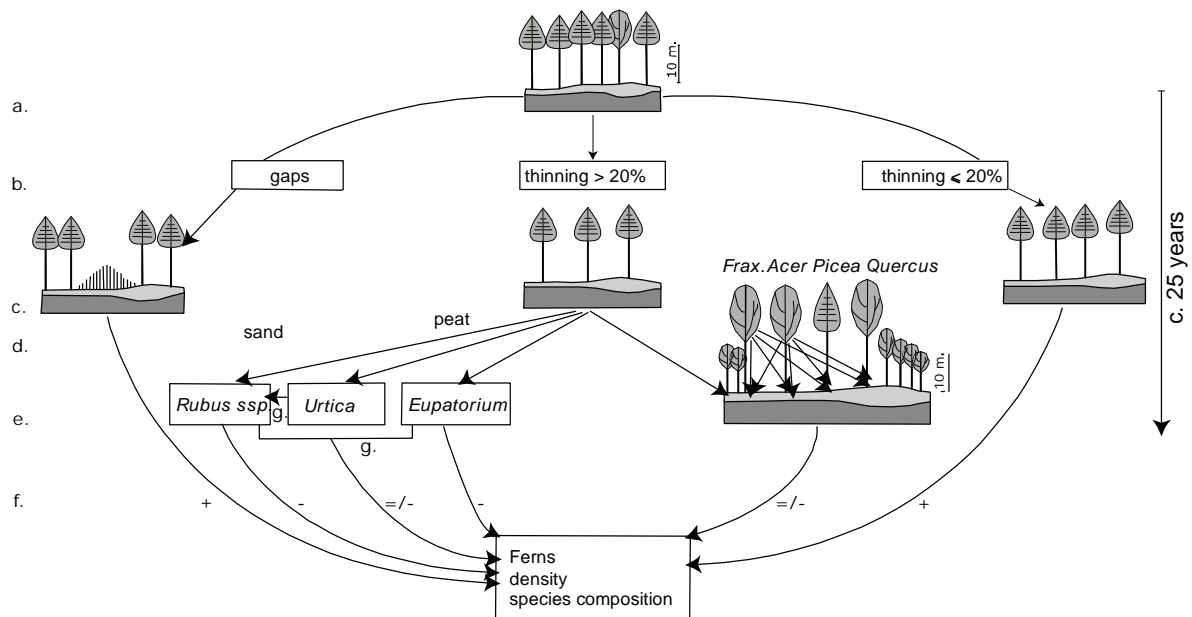 10 m.
a.
b.
gaps
thinning > 20%
thinning ⩽ 20%
Frax. Acer Picea Quercus
c. 25 years
c.
sand
peat
d.
10 m.
Rubus ssp.
Urtica
Eupatorium
g.
e.
g.
f.
+
-
=/-
-
=/-
+
Ferns
density
species composition